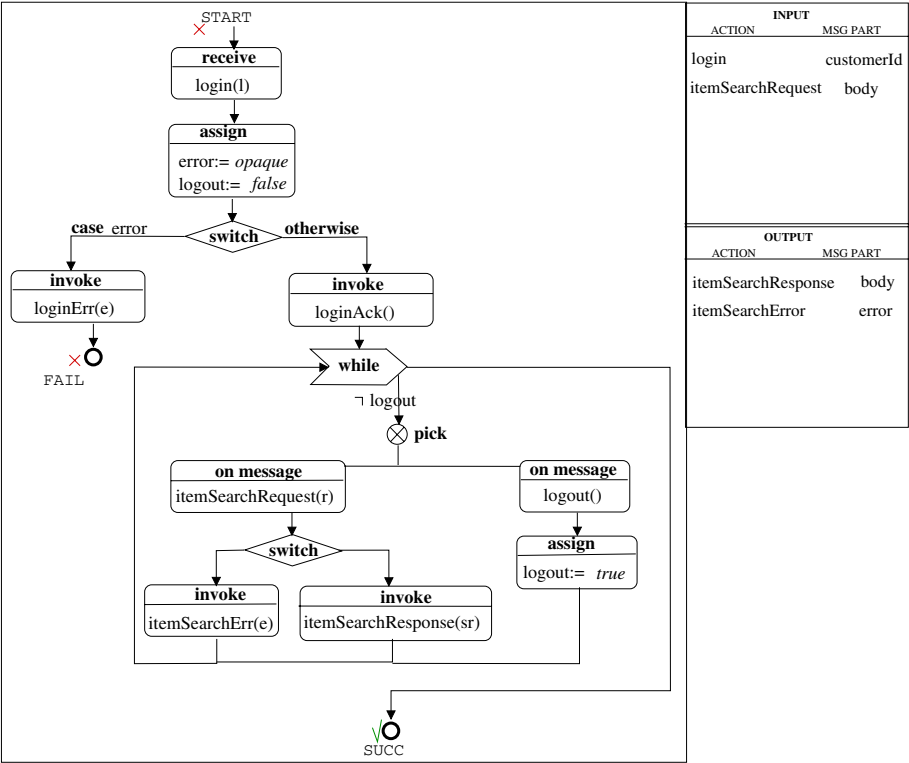 START
receive
login(l)
assign
error:= opaque
logout:= false
case error
switch
otherwise
invoke
loginErr(e)
FAIL
invoke
loginAck()
while
¬ logout
pick
on message
itemSearchRequest(r)
on message
logout()
switch
assign
logout:= true
invoke
itemSearchErr(e)
invoke
itemSearchResponse(sr)
SUCC
INPUT
ACTION MSG PART
login customerId
itemSearchRequest body
OUTPUT
ACTION MSG PART
itemSearchResponse body
itemSearchError error